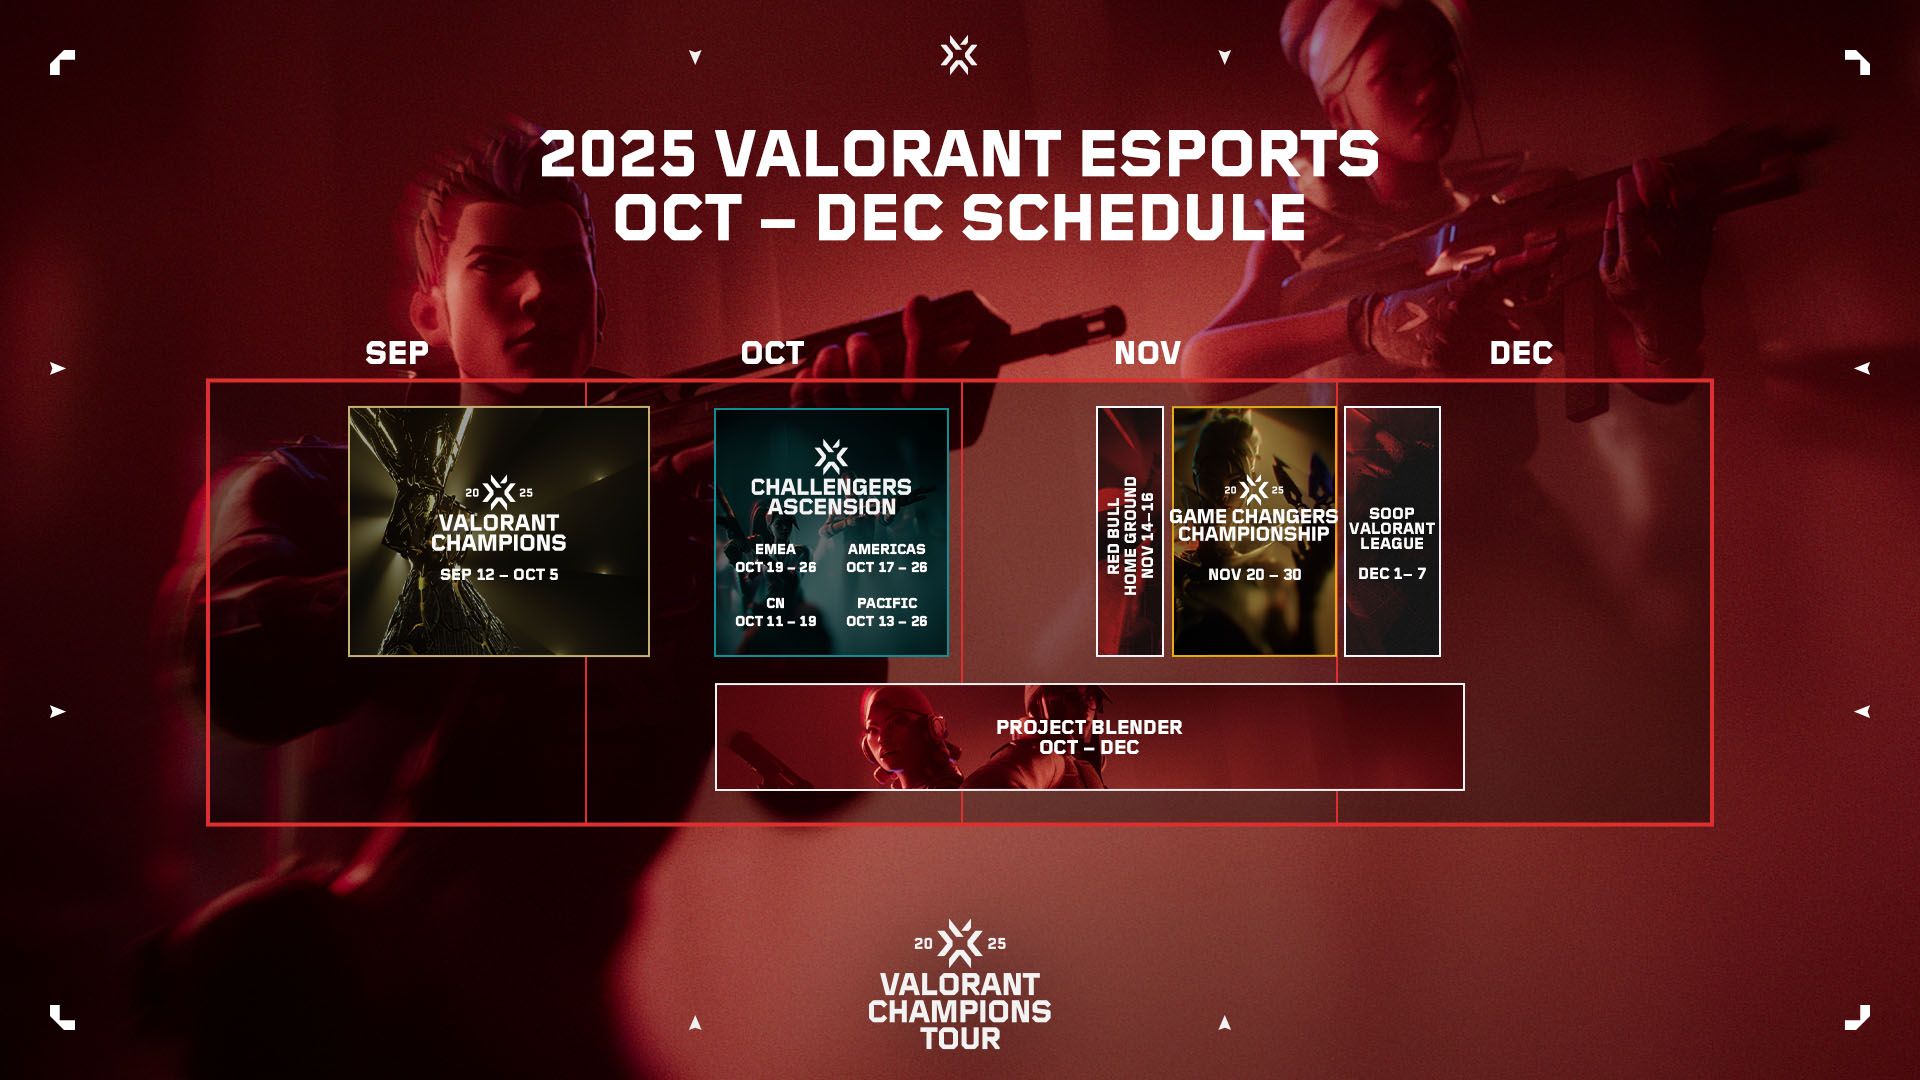 2025 VALORANT ESPORTS
OCT – DEC SCHEDULE
SEP
OCT
NOV
DEC
20 25
VALORANT
CHAMPIONS
SEP 12 – OCT 5
CHALLENGERS
ASCENSION
EMEA
OCT 19 – 26
AMERICAS
OCT 17 – 26
CN
OCT 11 – 19
PACIFIC
OCT 13 – 26
RED BULL
HOME GROUND
NOV 14–16
20 25
GAME CHANGERS
CHAMPIONSHIP
NOV 20 – 30
SOOP
VALORANT
LEAGUE
DEC 1– 7
PROJECT BLENDER
OCT – DEC
20 25
VALORANT
CHAMPIONS
TOUR